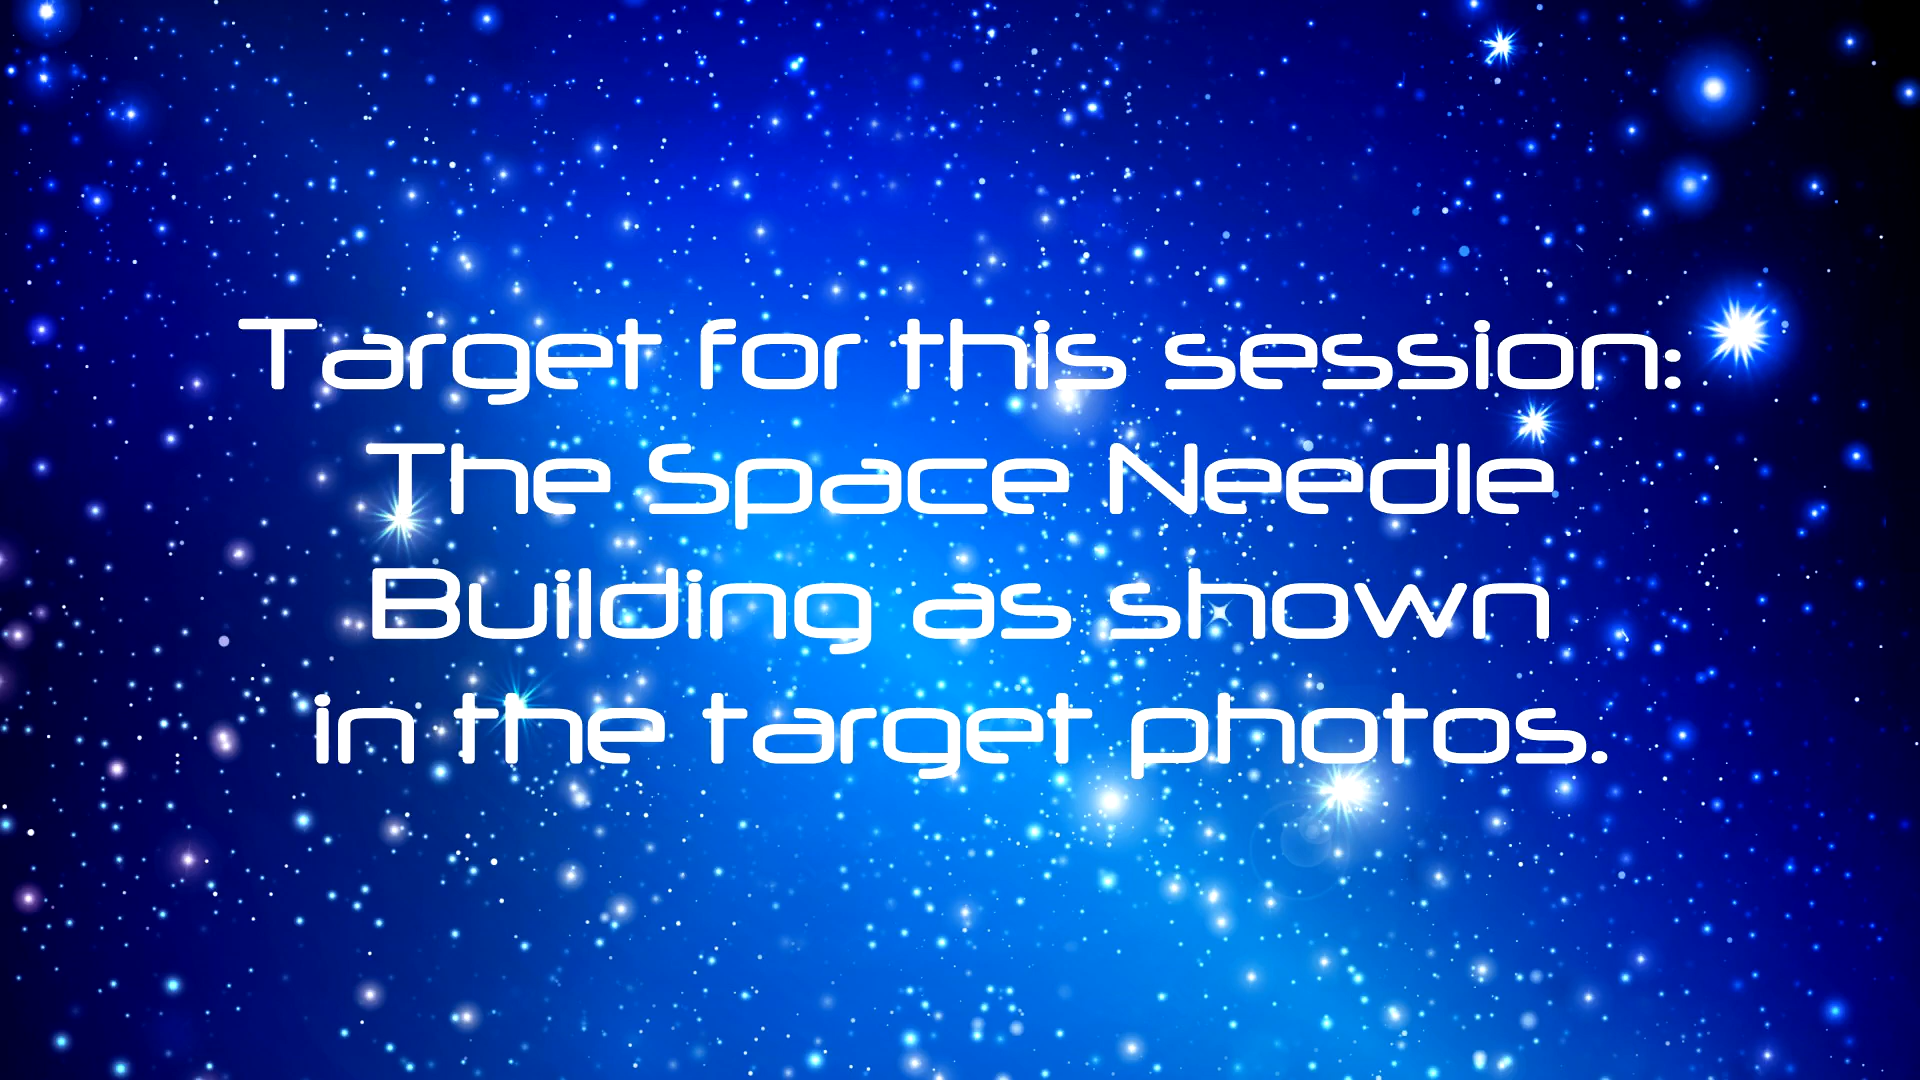 Target for this session:
The Space Needle
Building as shown
in the target photos.